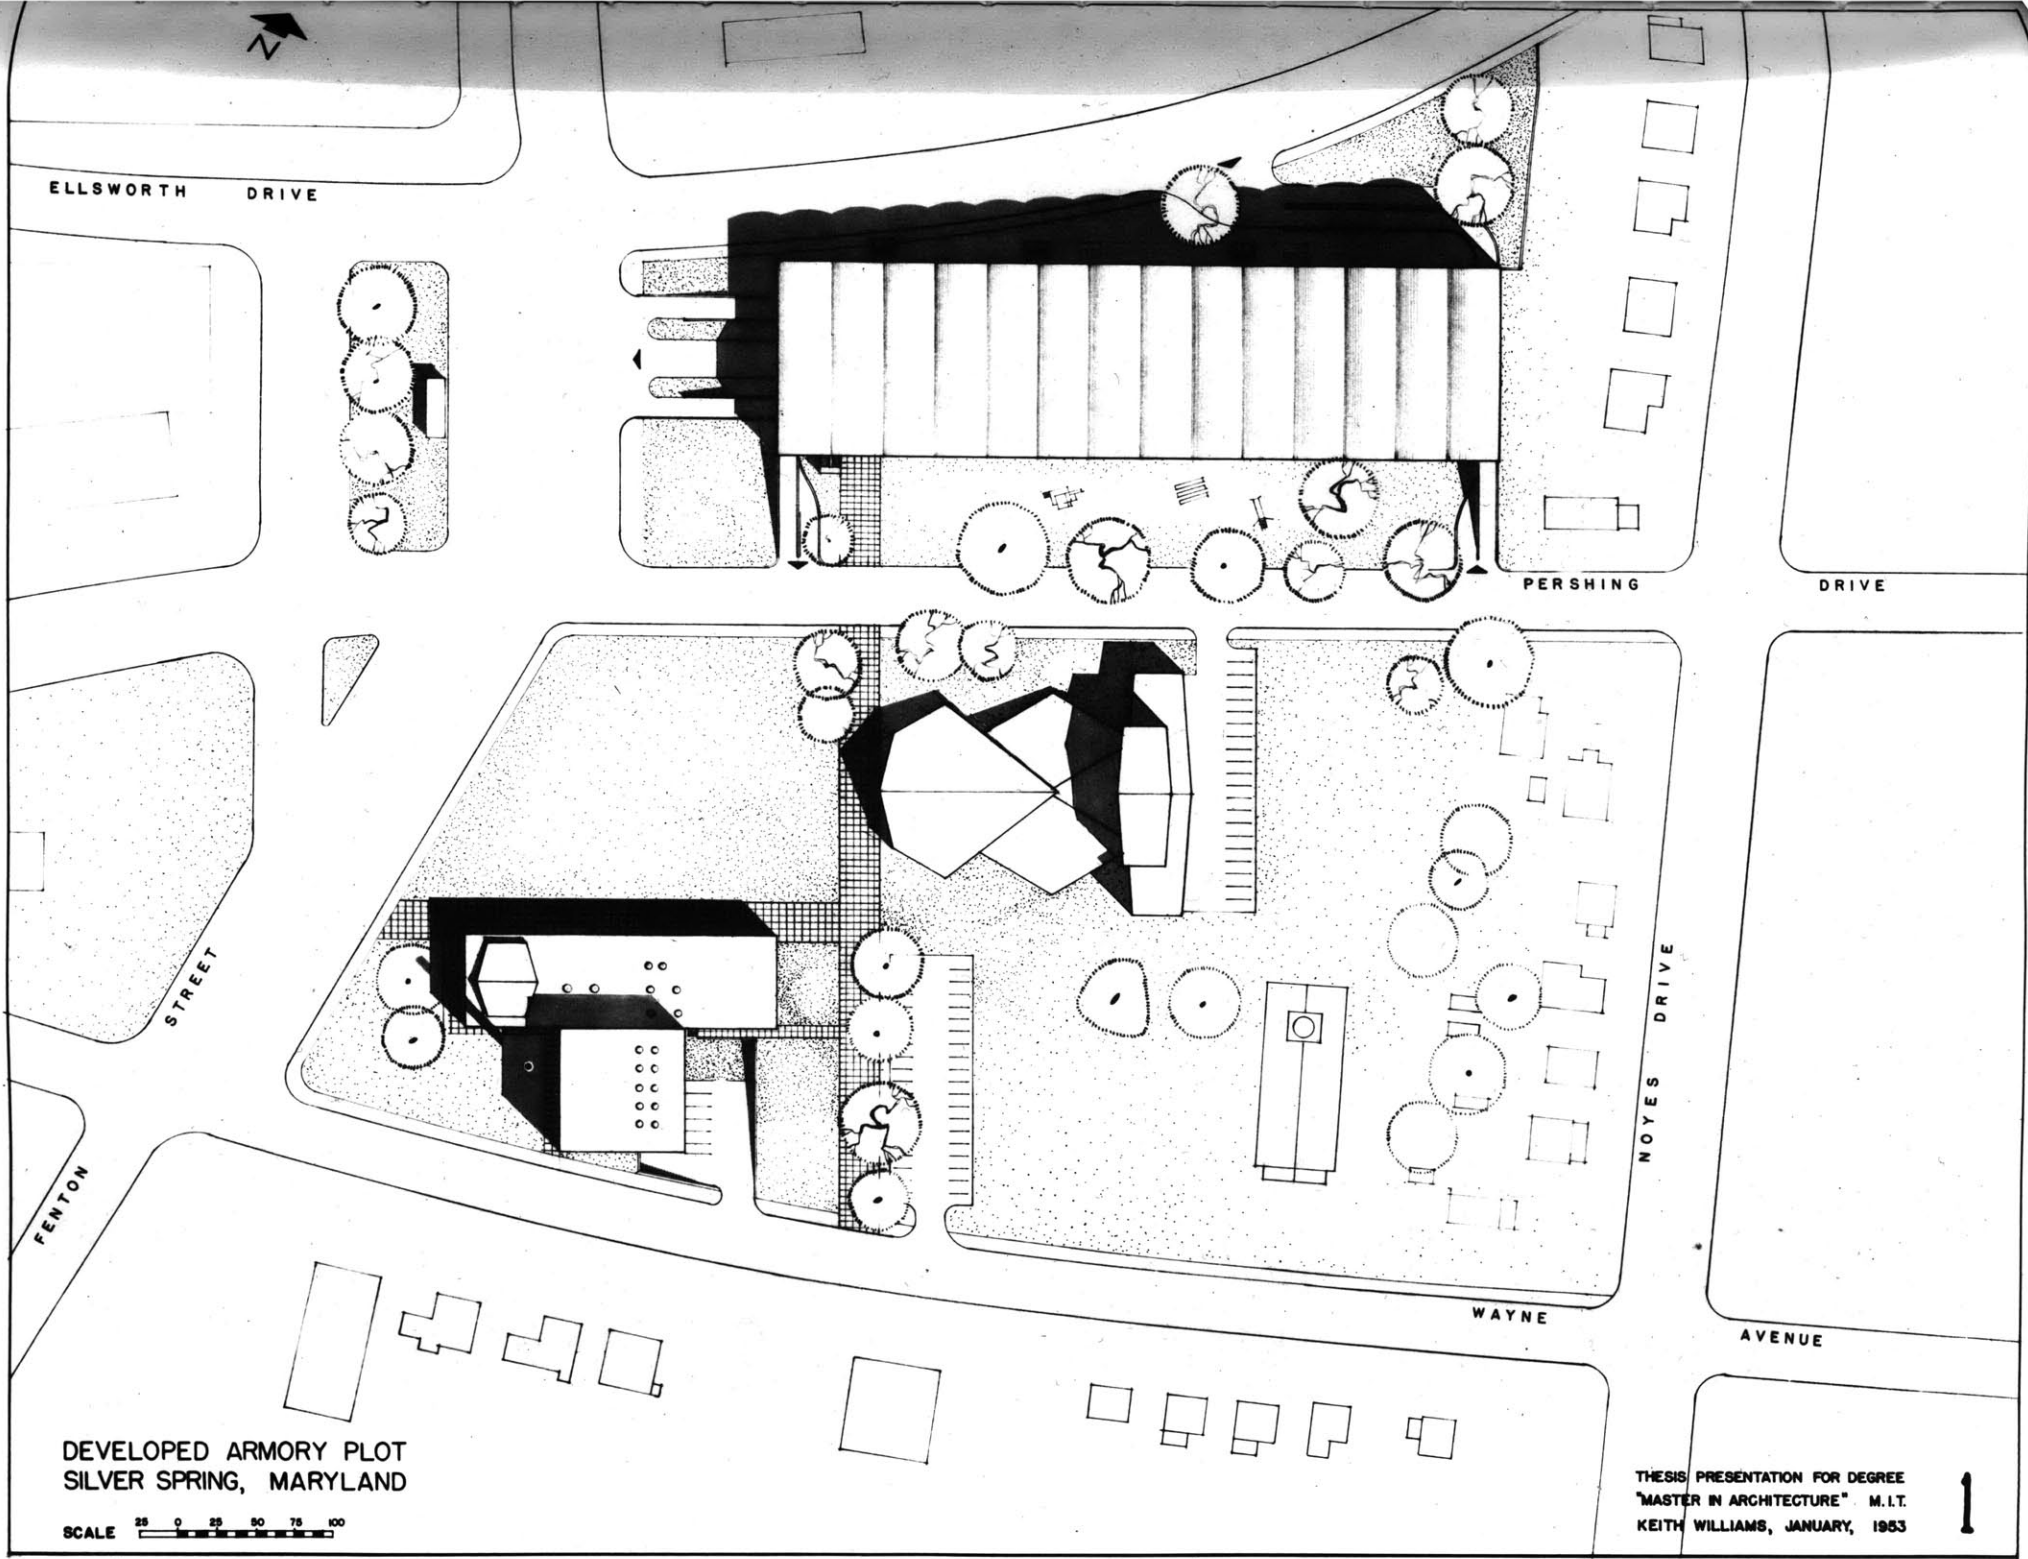 N
ELLSWORTH DRIVE
PERSHING DRIVE
STREET
FENTON
NOYES DRIVE
WAYNE
AVENUE
DEVELOPED ARMORY PLOT
SILVER SPRING, MARYLAND
SCALE 25 0 25 50 75 100
THESIS PRESENTATION FOR DEGREE
"MASTER IN ARCHITECTURE" M.I.T.
KEITH WILLIAMS, JANUARY, 1953
1